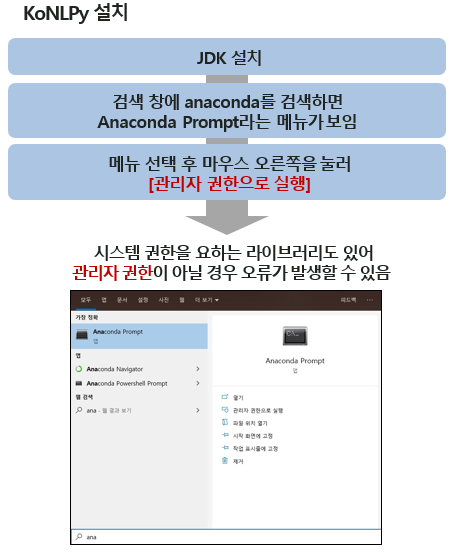 KoNLPy 설치
JDK 설치
검색 창에 anaconda를 검색하면
Anaconda Prompt라는 메뉴가 보임
메뉴 선택 후 마우스 오른쪽을 눌러
[관리자 권한으로 실행]
시스템 권한을 요하는 라이브러리도 있어
관리자 권한이 아닐 경우 오류가 발생할 수 있음
모두 앱 문서 설정 사진 웹 더 보기 피드백 ...
가장 정확
Anaconda Prompt
앱
앱
Anaconda Navigator
Anaconda Powershell Prompt
웹 검색
ana - 웹 결과 보기
Anaconda Prompt
앱
열기
관리자 권한으로 실행
파일 위치 열기
시작 화면에 고정
작업 표시줄에 고정
제거
ana